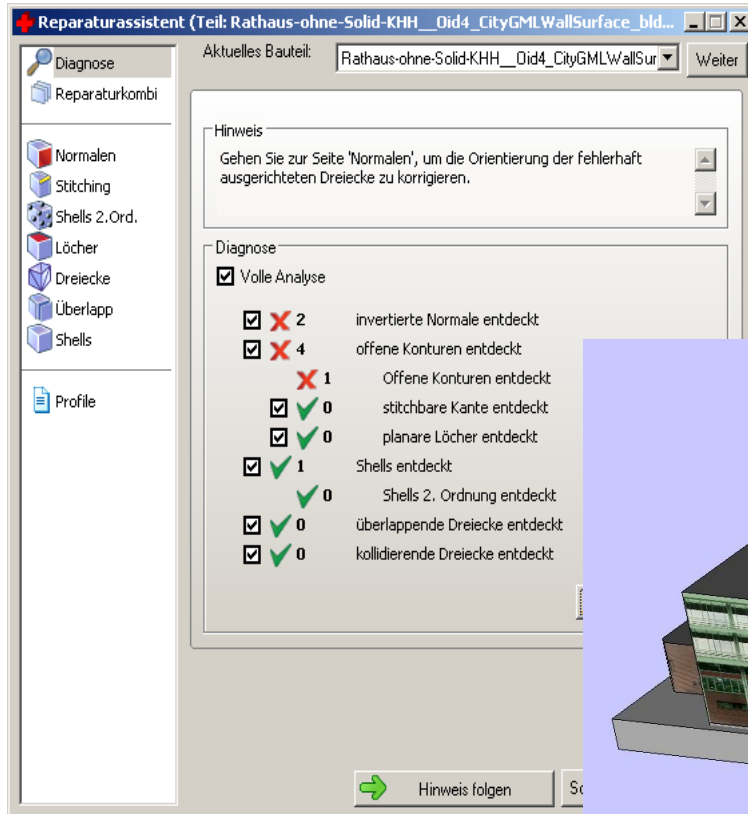 Reparaturassistent (Teil: Rathaus-ohne-Solid-KHH__Oid4_CityGMLWallSurface_bld...
Aktuelles Bauteil:
Rathaus-ohne-Solid-KHH__Oid4_CityGMLWallSur
Weiter
Diagnose
Reparaturkombi
Normalen
Stitching
Shells 2.Ord.
Löcher
Dreiecke
Überlapp
Shells
Profile
Hinweis
Gehen Sie zur Seite 'Normalen', um die Orientierung der fehlerhaft
ausgerichteten Dreiecke zu korrigieren.
Diagnose
Volle Analyse
2 invertierte Normale entdeckt
4 offene Konturen entdeckt
1 Offene Konturen entdeckt
0 stitchbare Kante entdeckt
0 planare Löcher entdeckt
1 Shells entdeckt
0 Shells 2. Ordnung entdeckt
0 überlappende Dreiecke entdeckt
0 kollidierende Dreiecke entdeckt
Hinweis folgen